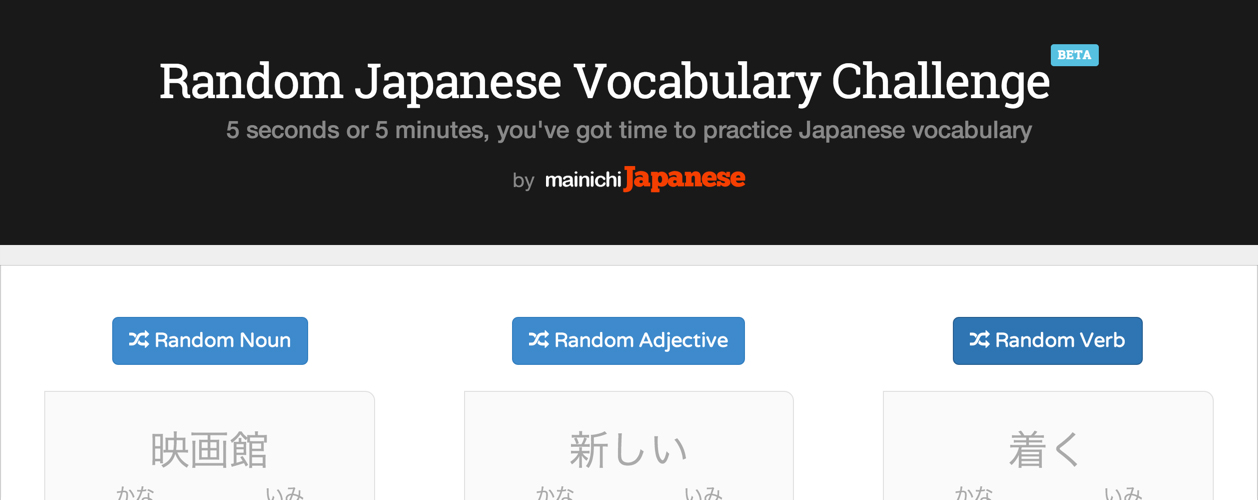 Random Japanese Vocabulary Challenge BETA
5 seconds or 5 minutes, you've got time to practice Japanese vocabulary
by mainichi Japanese
Random Noun
Random Adjective
Random Verb
映画館
新しい
着く
かな いみ
かな いみ
かな いみ